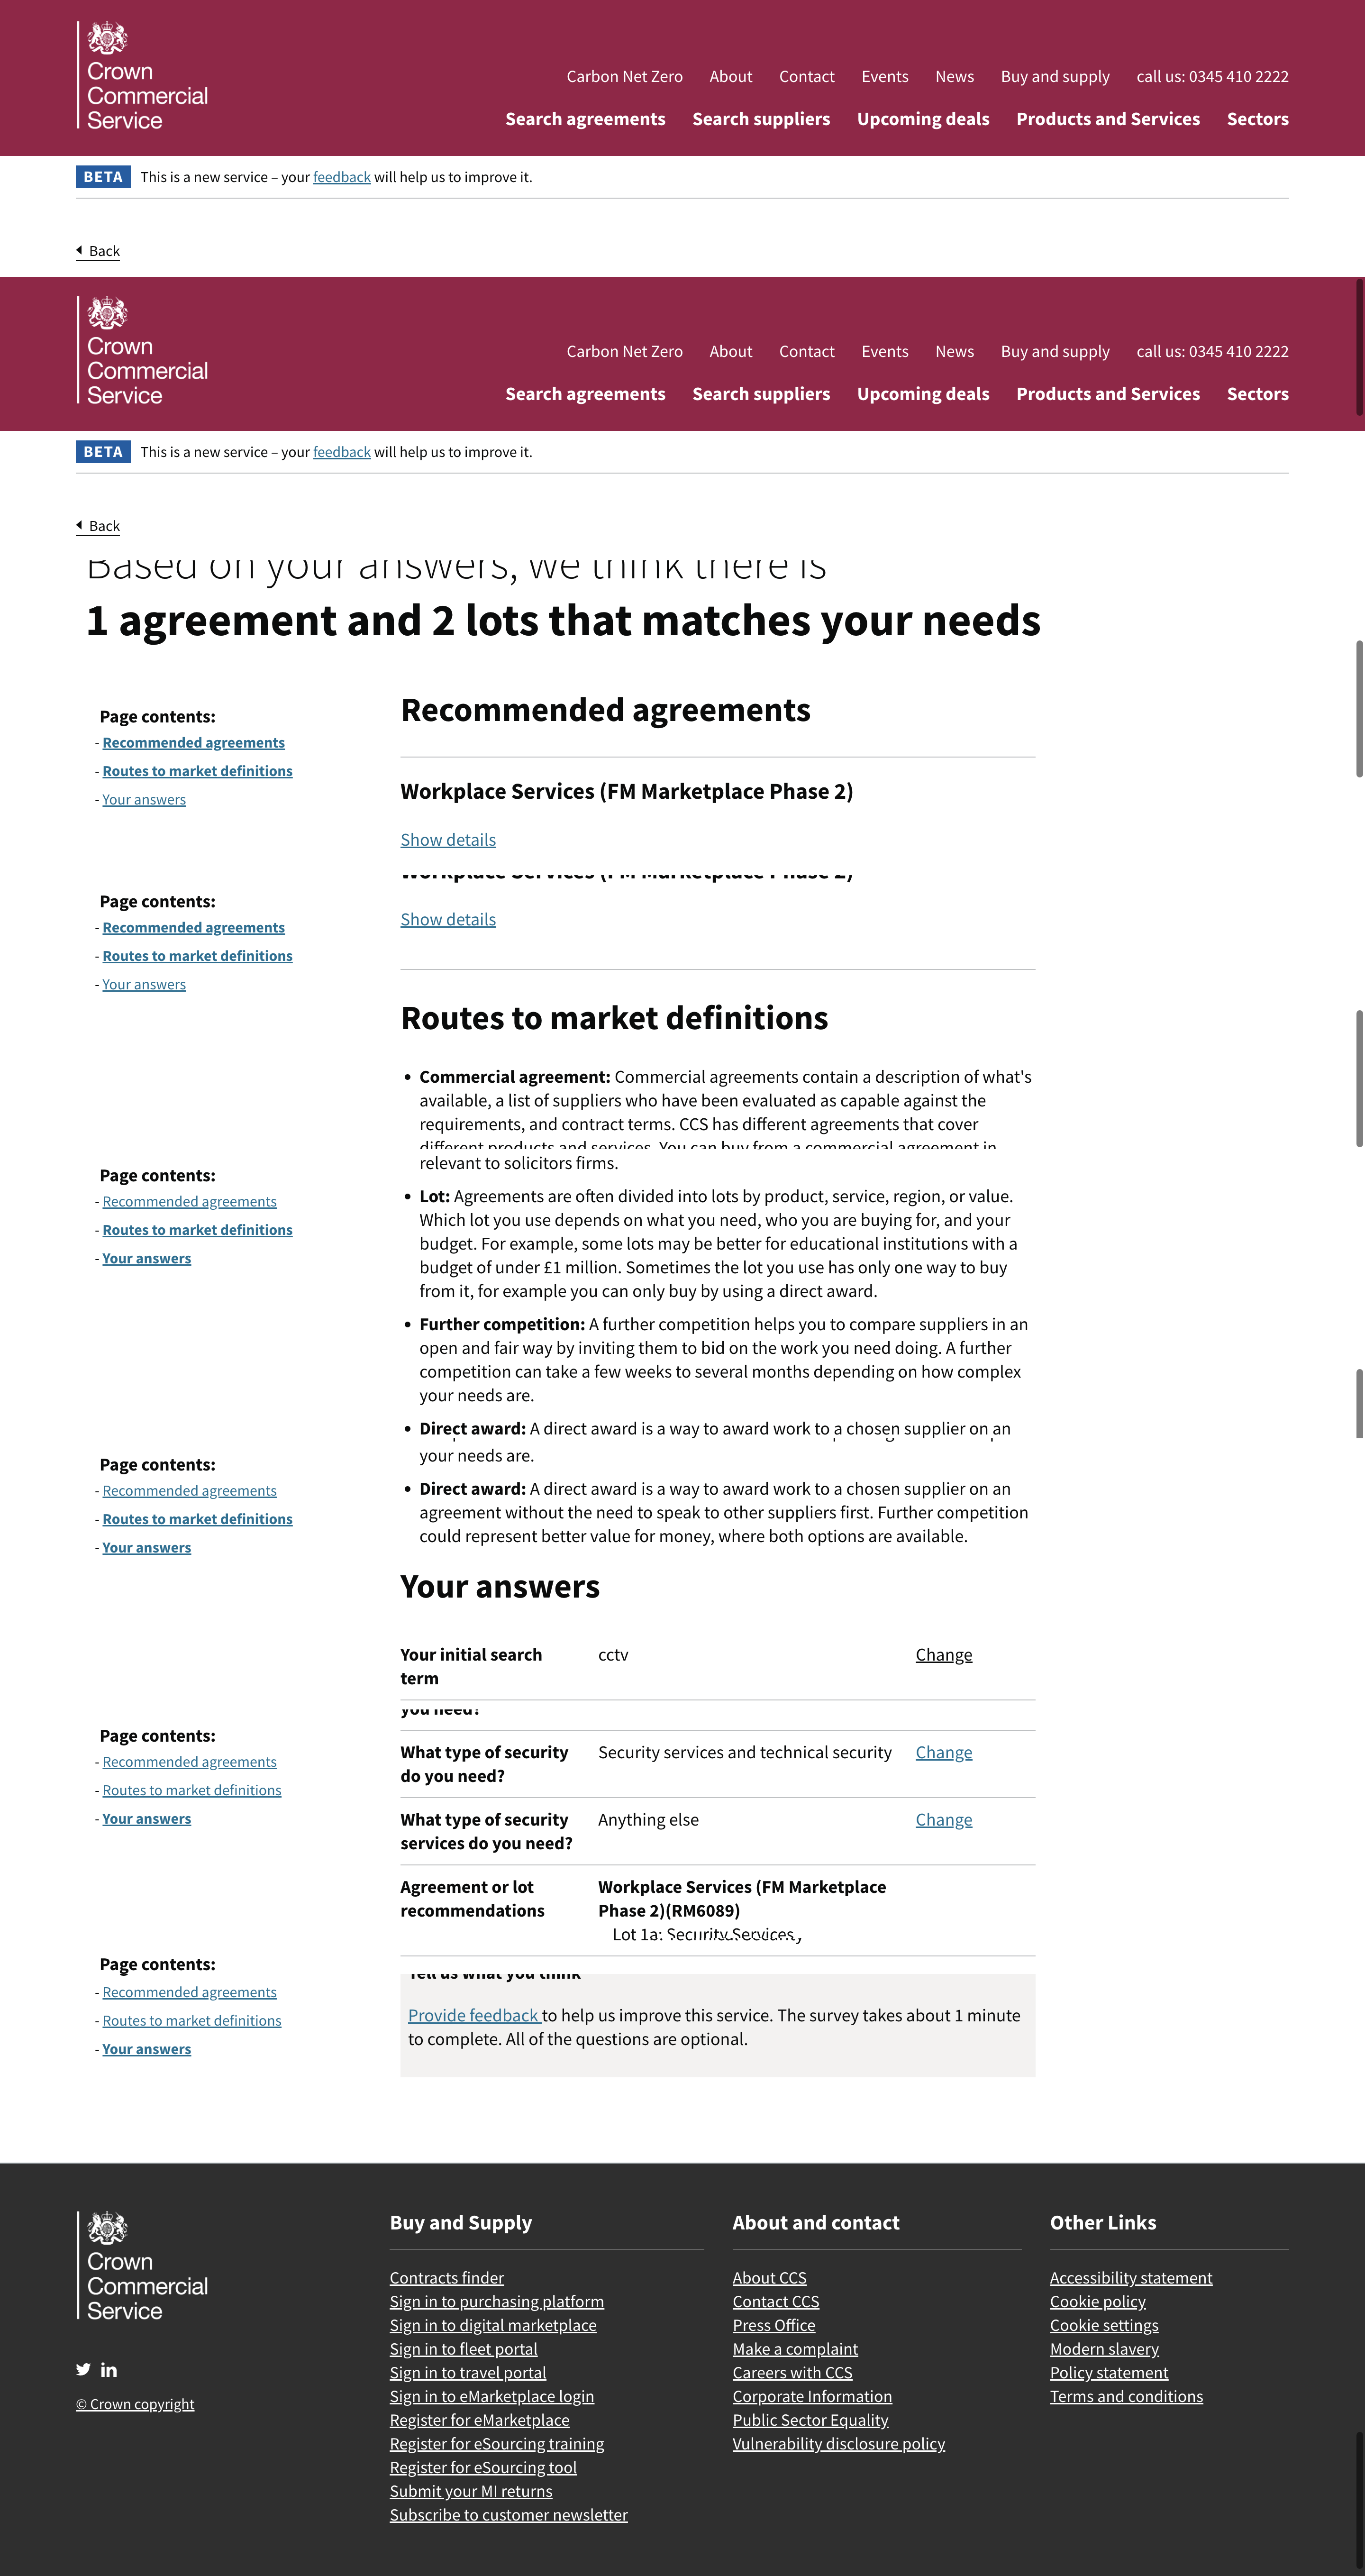 Crown
Commercial
Service
Carbon Net Zero About Contact Events News Buy and supply call us: 0345 410 2222
Search agreements Search suppliers Upcoming deals Products and Services Sectors
BETA This is a new service – your feedback will help us to improve it.
Back
Crown
Commercial
Service
Carbon Net Zero About Contact Events News Buy and supply call us: 0345 410 2222
Search agreements Search suppliers Upcoming deals Products and Services Sectors
BETA This is a new service – your feedback will help us to improve it.
Back
Based on your answers, we think there is
1 agreement and 2 lots that matches your needs
Page contents:
- Recommended agreements
- Routes to market definitions
- Your answers
Recommended agreements
Workplace Services (FM Marketplace Phase 2)
Show details
Workplace Services (FM Marketplace Phase 2)
Page contents:
- Recommended agreements
- Routes to market definitions
- Your answers
Show details
Routes to market definitions
• Commercial agreement: Commercial agreements contain a description of what's
available, a list of suppliers who have been evaluated as capable against the
requirements, and contract terms. CCS has different agreements that cover
different products and services. You can buy from a commercial agreement in
Page contents:
- Recommended agreements
- Routes to market definitions
- Your answers
relevant to solicitors firms.
• Lot: Agreements are often divided into lots by product, service, region, or value.
Which lot you use depends on what you need, who you are buying for, and your
budget. For example, some lots may be better for educational institutions with a
budget of under £1 million. Sometimes the lot you use has only one way to buy
from it, for example you can only buy by using a direct award.
• Further competition: A further competition helps you to compare suppliers in an
open and fair way by inviting them to bid on the work you need doing. A further
competition can take a few weeks to several months depending on how complex
your needs are.
• Direct award: A direct award is a way to award work to a chosen supplier on an
Page contents:
- Recommended agreements
- Routes to market definitions
- Your answers
your needs are.
• Direct award: A direct award is a way to award work to a chosen supplier on an
agreement without the need to speak to other suppliers first. Further competition
could represent better value for money, where both options are available.
Your answers
Your initial search
term
cctv
Change
you need?
Page contents:
- Recommended agreements
- Routes to market definitions
- Your answers
What type of security
do you need?
Security services and technical security
Change
What type of security
services do you need?
Anything else
Change
Agreement or lot
recommendations
Workplace Services (FM Marketplace
Phase 2)(RM6089)
Lot 1a: Security Services
Page contents:
- Recommended agreements
- Routes to market definitions
- Your answers
Tell us what you think
Provide feedback to help us improve this service. The survey takes about 1 minute
to complete. All of the questions are optional.
Crown
Commercial
Service
© Crown copyright
Buy and Supply
Contracts finder
Sign in to purchasing platform
Sign in to digital marketplace
Sign in to fleet portal
Sign in to travel portal
Sign in to eMarketplace login
Register for eMarketplace
Register for eSourcing training
Register for eSourcing tool
Submit your MI returns
Subscribe to customer newsletter
About and contact
About CCS
Contact CCS
Press Office
Make a complaint
Careers with CCS
Corporate Information
Public Sector Equality
Vulnerability disclosure policy
Other Links
Accessibility statement
Cookie policy
Cookie settings
Modern slavery
Policy statement
Terms and conditions